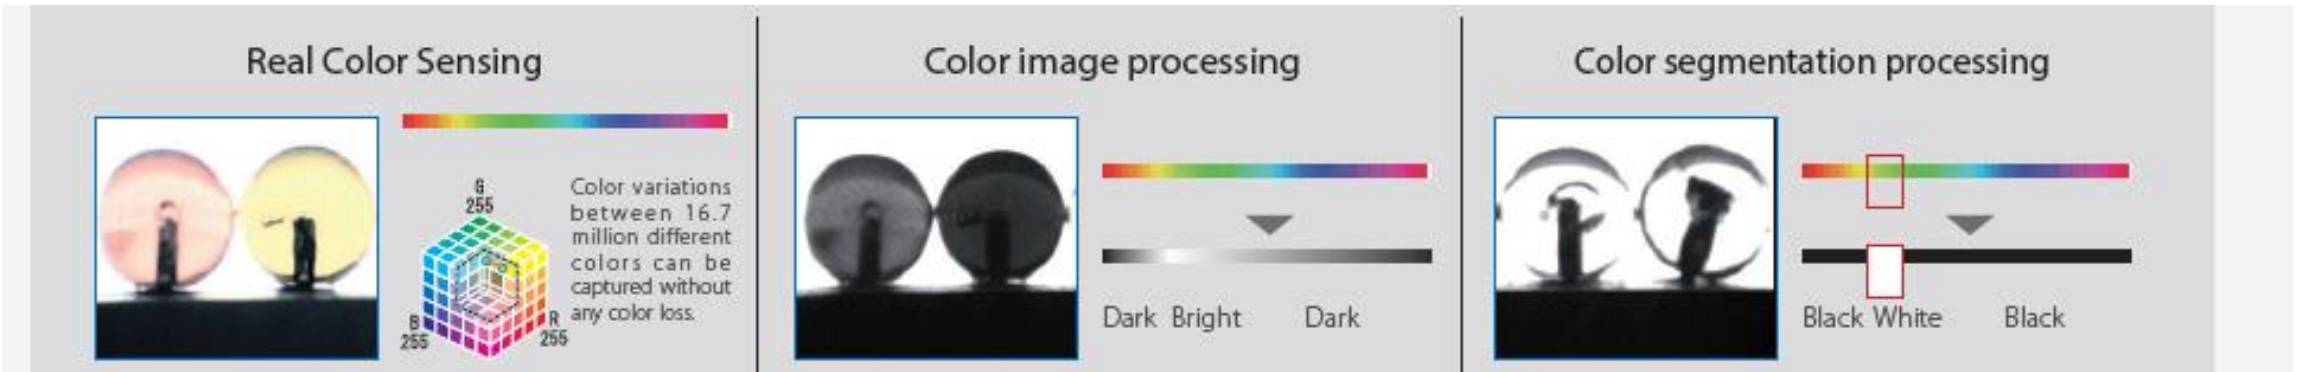 Real Color Sensing
G
255
B
255
R
255
Color variations
between 16.7
million different
colors can be
captured without
any color loss.
Color image processing
Dark Bright Dark
Color segmentation processing
Black White Black